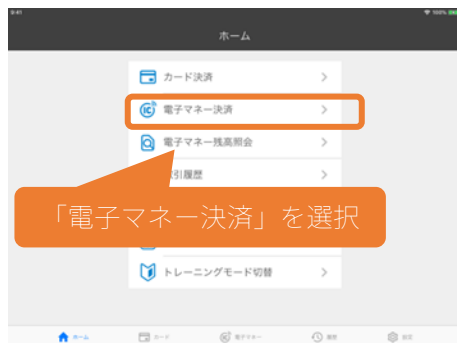 9:41
100%
ホーム
カード決済
電子マネー決済
電子マネー残高照会
引履歴
「電子マネー決済」を選択
トレーニングモード切替
ホーム
カード
電子マネー
履歴
設定